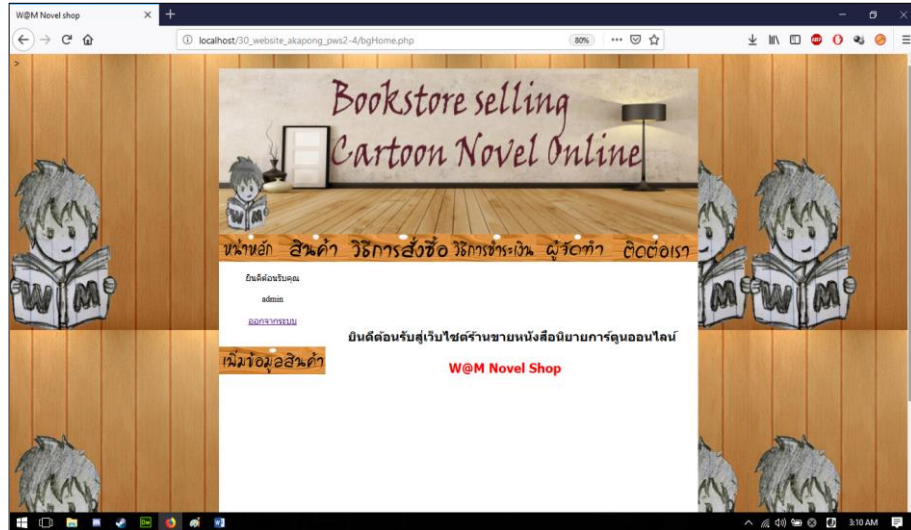 W@M Novel shop
localhost/30_website_akapong_pws2-4/bgHome.php
80%
>
Bookstore selling
Cartoon Novel Online
W M
หน้าหลัก สินค้า วิธีการสั่งซื้อ วิธีการชำระเงิน ผู้จัดทำ ติดต่อเรา
ยินดีต้อนรับคุณ
admin
ออกจากระบบ
ยินดีต้อนรับสู่เว็บไซต์ร้านขายหนังสือนิยายการ์ตูนออนไลน์
เพิ่มข้อมูลสินค้า
W@M Novel Shop
W M
W M
W M
3:10 AM